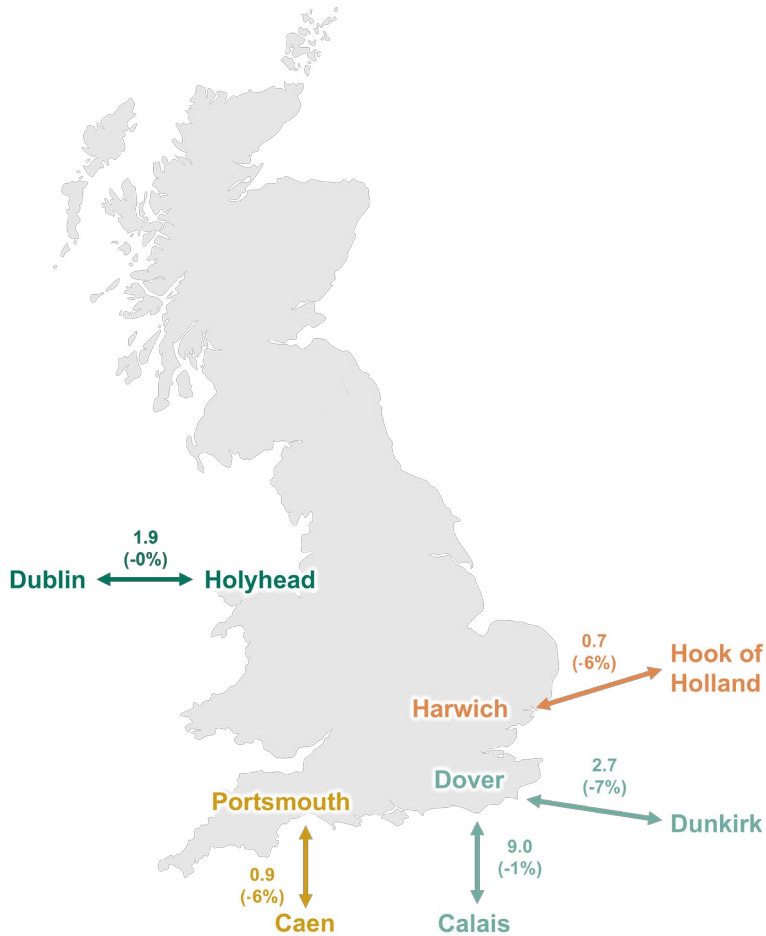 1.9
(-0%)
Dublin
Holyhead
0.7
(-6%)
Hook of
Holland
Harwich
2.7
(-7%)
Dover
Dunkirk
Portsmouth
9.0
(-1%)
0.9
(-6%)
Caen
Calais